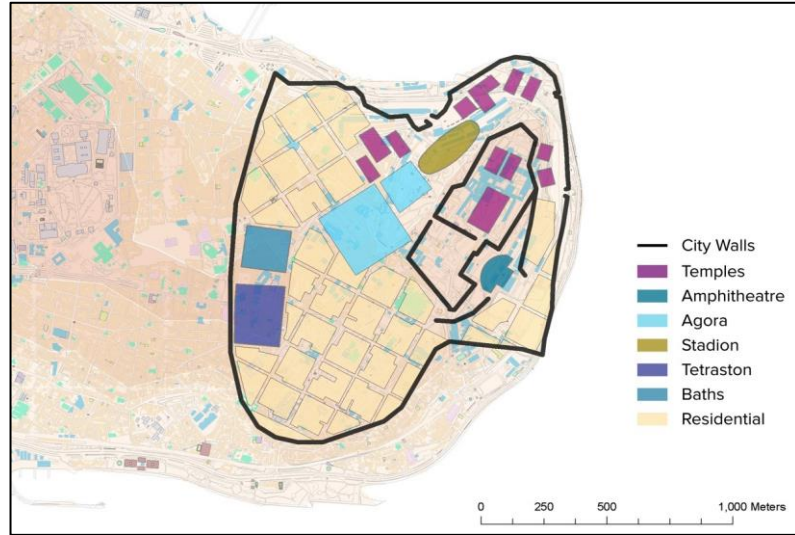 City Walls
Temples
Amphitheatre
Agora
Stadion
Tetraston
Baths
Residential
0 250 500 1,000 Meters